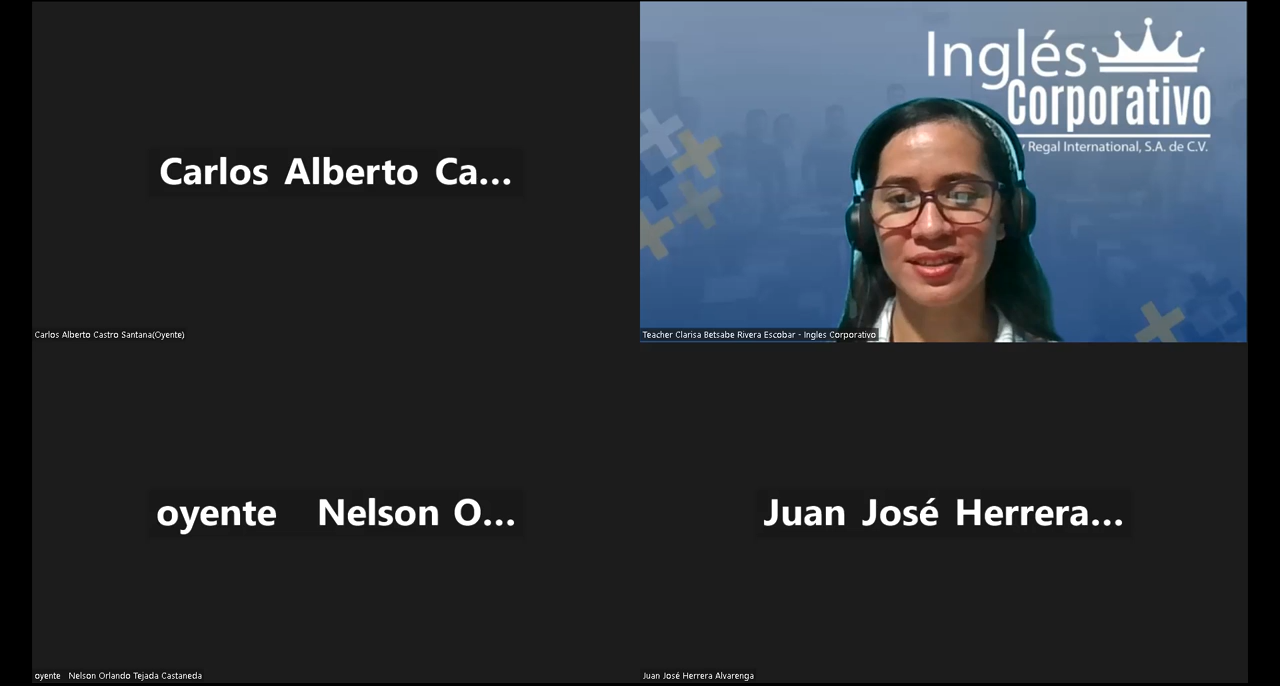 Carlos Alberto Ca...
Carlos Alberto Castro Santana(Oyente)
Inglés
Corporativo
y Regal International, S.A. de C.V.
Teacher Clarisa Betsabe Rivera Escobar - Ingles Corporativo
oyente Nelson O...
oyente Nelson Orlando Tejada Castaneda
Juan José Herrera...
Juan José Herrera Alvarenga